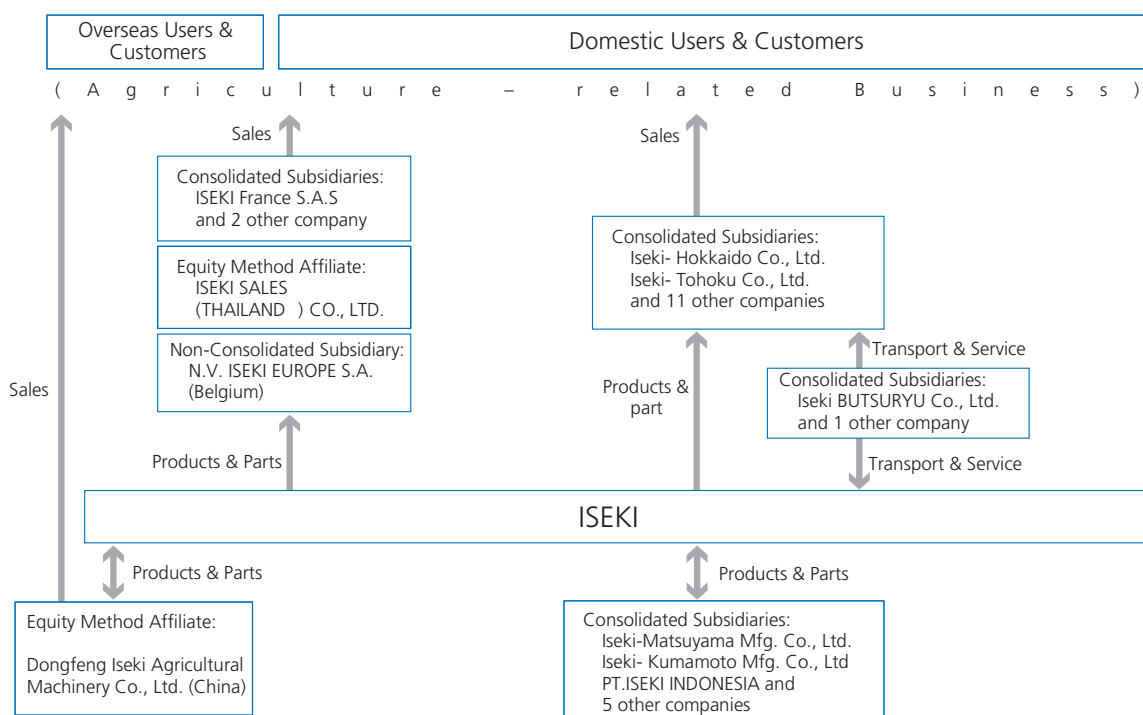 Overseas Users &
Customers
Domestic Users & Customers
( A g r i c u l t u r e – r e l a t e d B u s i n e s s )
Sales
Sales
Consolidated Subsidiaries:
ISEKI France S.A.S
and 2 other company
Equity Method Affiliate:
ISEKI SALES
(THAILAND ) CO., LTD.
Non-Consolidated Subsidiary:
N.V. ISEKI EUROPE S.A.
(Belgium)
Consolidated Subsidiaries:
Iseki- Hokkaido Co., Ltd.
Iseki- Tohoku Co., Ltd.
and 11 other companies
Transport & Service
Consolidated Subsidiaries:
Iseki BUTSURYU Co., Ltd.
and 1 other company
Transport & Service
Sales
Products &
part
Products & Parts
ISEKI
Products & Parts
Products & Parts
Equity Method Affiliate:
Dongfeng Iseki Agricultural
Machinery Co., Ltd. (China)
Consolidated Subsidiaries:
Iseki-Matsuyama Mfg. Co., Ltd.
Iseki- Kumamoto Mfg. Co., Ltd
PT.ISEKI INDONESIA and
5 other companies